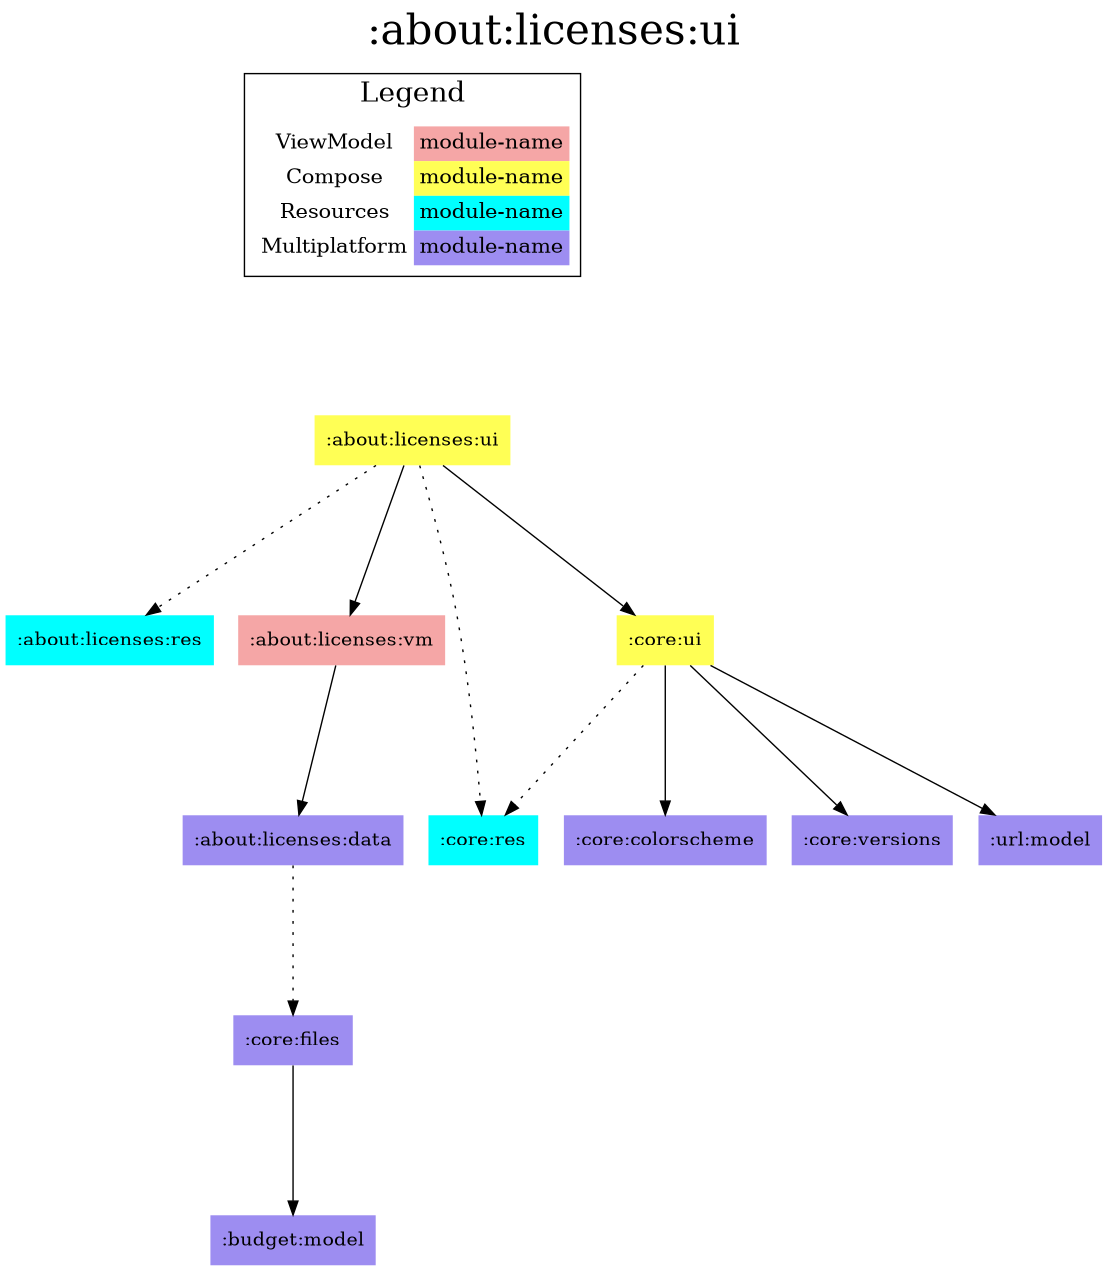 :about:licenses:ui
Legend
ViewModel module-name
Compose module-name
Resources module-name
Multiplatform module-name
:about:licenses:ui
:about:licenses:res
:about:licenses:vm
:core:ui
:about:licenses:data
:core:res
:core:colorscheme
:core:versions
:url:model
:core:files
:budget:model